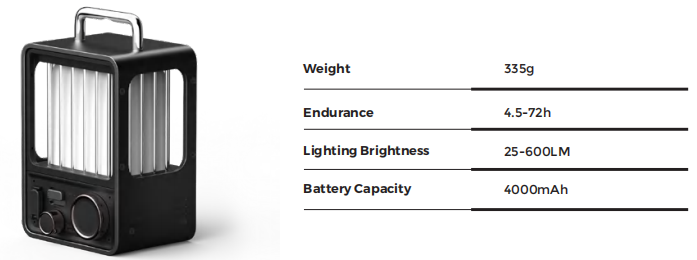 Weight 335g
Endurance 4.5-72h
Lighting Brightness 25-600LM
Battery Capacity 4000mAh